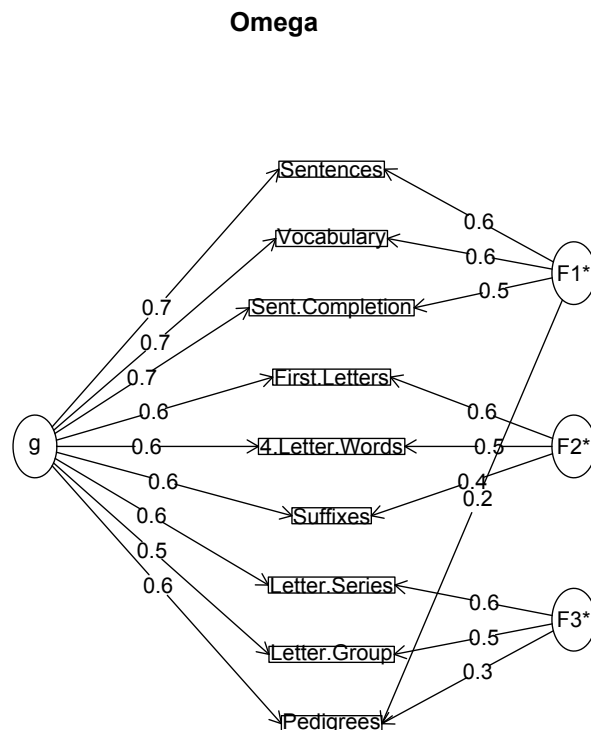 Omega
Sentences
0.6
Vocabulary
0.6
F1*
0.7
Sent.Completion
0.5
0.7
0.7
First.Letters
0.6
0.6
g
0.6
4.Letter.Words
0.5
F2*
0.6
0.4
Suffixes
0.2
0.6
0.5
Letter.Series
0.6
F3*
0.6
0.5
Letter.Group
0.3
Pedigrees